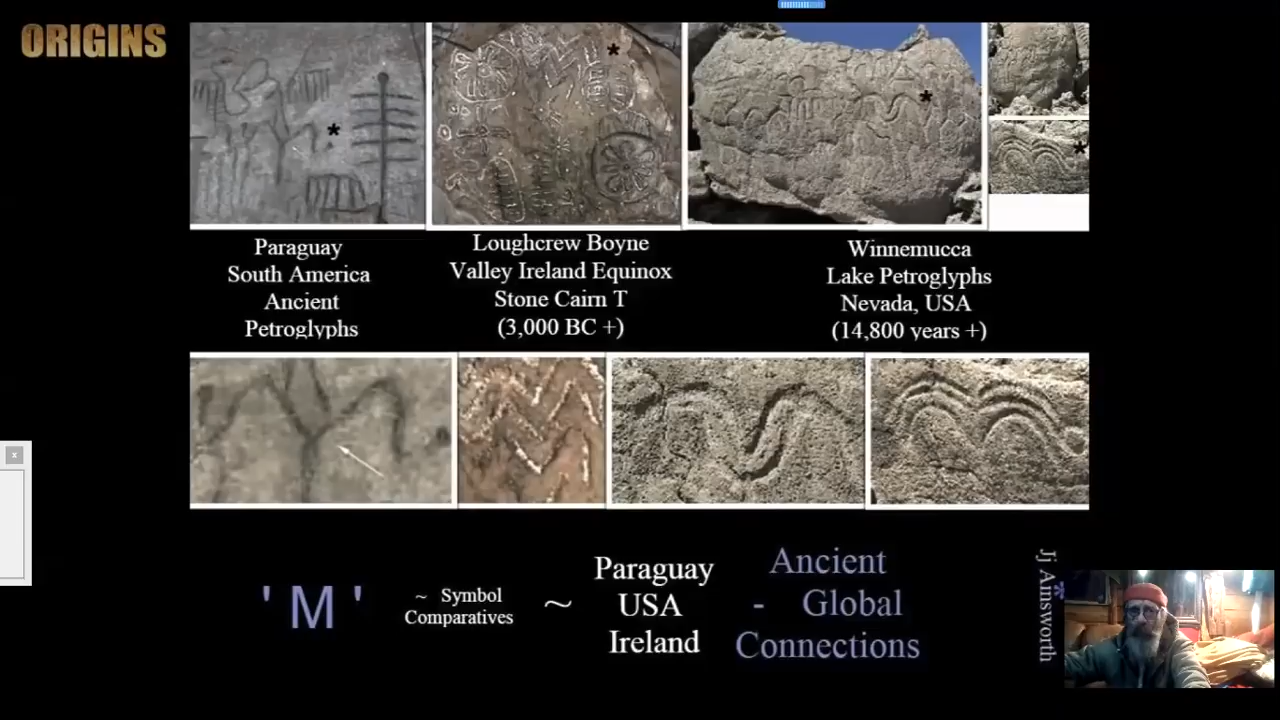 ORIGINS
*
*
*
*
Paraguay
South America
Ancient
Petroglyphs
Loughcrew Boyne
Valley Ireland Equinox
Stone Cairn T
(3,000 BC +)
Winnemucca
Lake Petroglyphs
Nevada, USA
(14,800 years +)
x
' M '
~ Symbol
Comparatives
~
Paraguay
USA
Ireland
Ancient
- Global
Connections
Jj Ainsworth
*